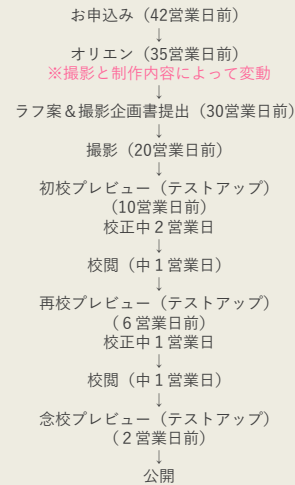 お申込み（42営業日前）
↓
オリエン（35営業日前）
※撮影と制作内容によって変動
↓
ラフ案＆撮影企画書提出（30営業日前）
↓
撮影（20営業日前）
↓
初校プレビュー（テストアップ）
（10営業日前）
校正中２営業日
↓
校閲（中１営業日）
↓
再校プレビュー（テストアップ）
（６営業日前）
校正中１営業日
↓
校閲（中１営業日）
↓
念校プレビュー（テストアップ）
（２営業日前）
↓
公開